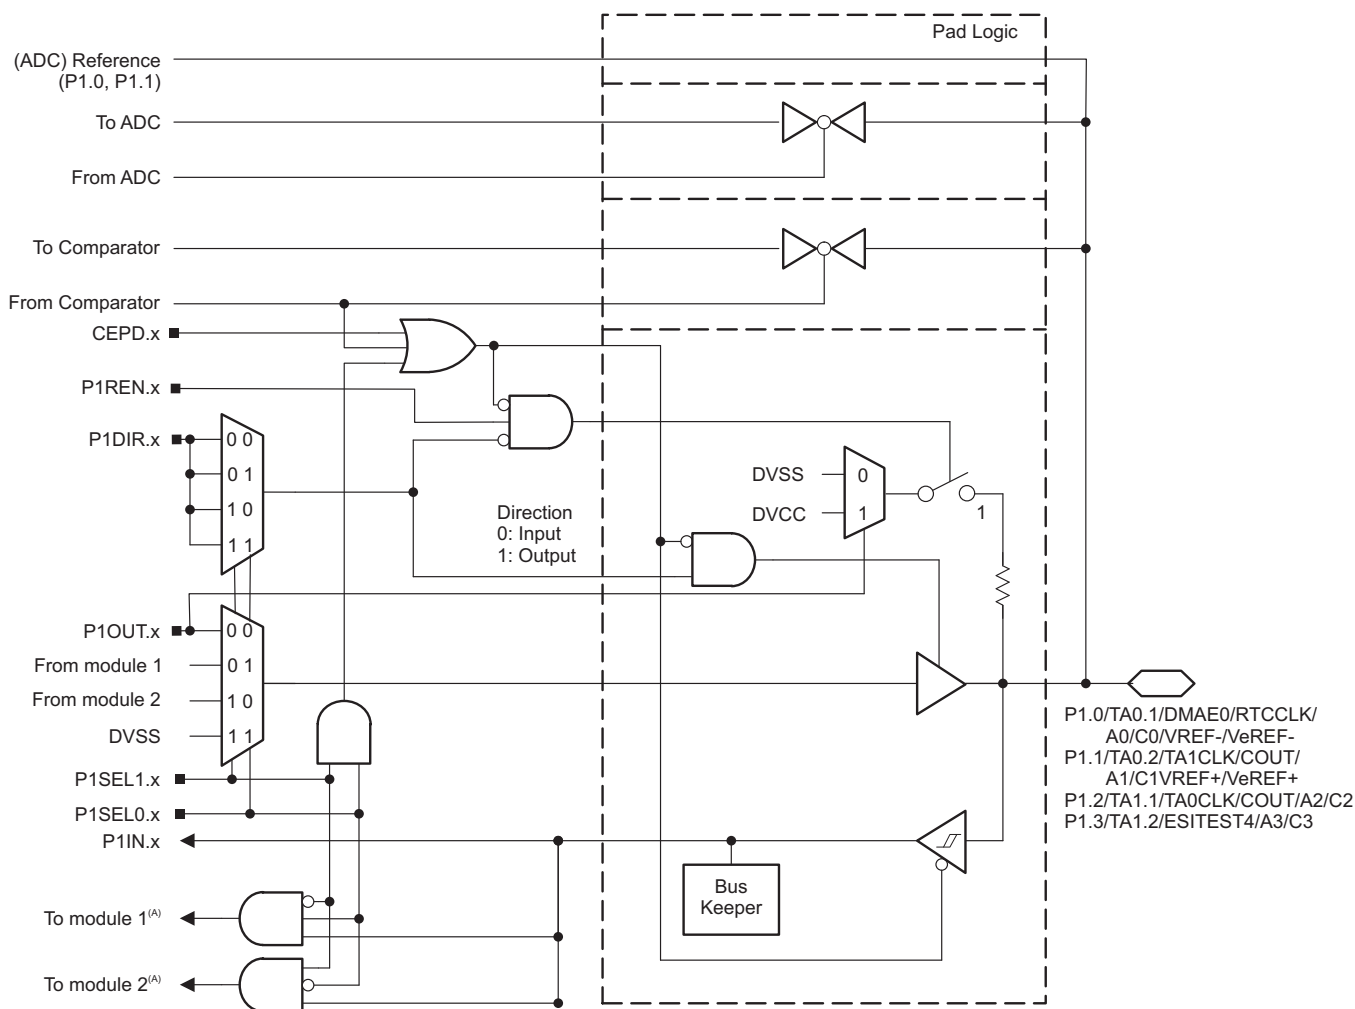 Pad Logic
(ADC) Reference
(P1.0, P1.1)
To ADC
From ADC
To Comparator
From Comparator
CEPD.x
P1REN.x
P1DIR.x
0 0
0 1
1 0
1 1
Direction
0: Input
1: Output
DVSS
0
DVCC
1
1
P1OUT.x
0 0
From module 1
0 1
From module 2
1 0
DVSS
1 1
P1SEL1.x
P1SEL0.x
P1IN.x
Bus
Keeper
To module 1(A)
To module 2(A)
P1.0/TA0.1/DMAE0/RTCCLK/
A0/C0/VREF-/VeREF-
P1.1/TA0.2/TA1CLK/COUT/
A1/C1VREF+/VeREF+
P1.2/TA1.1/TA0CLK/COUT/A2/C2
P1.3/TA1.2/ESITEST4/A3/C3